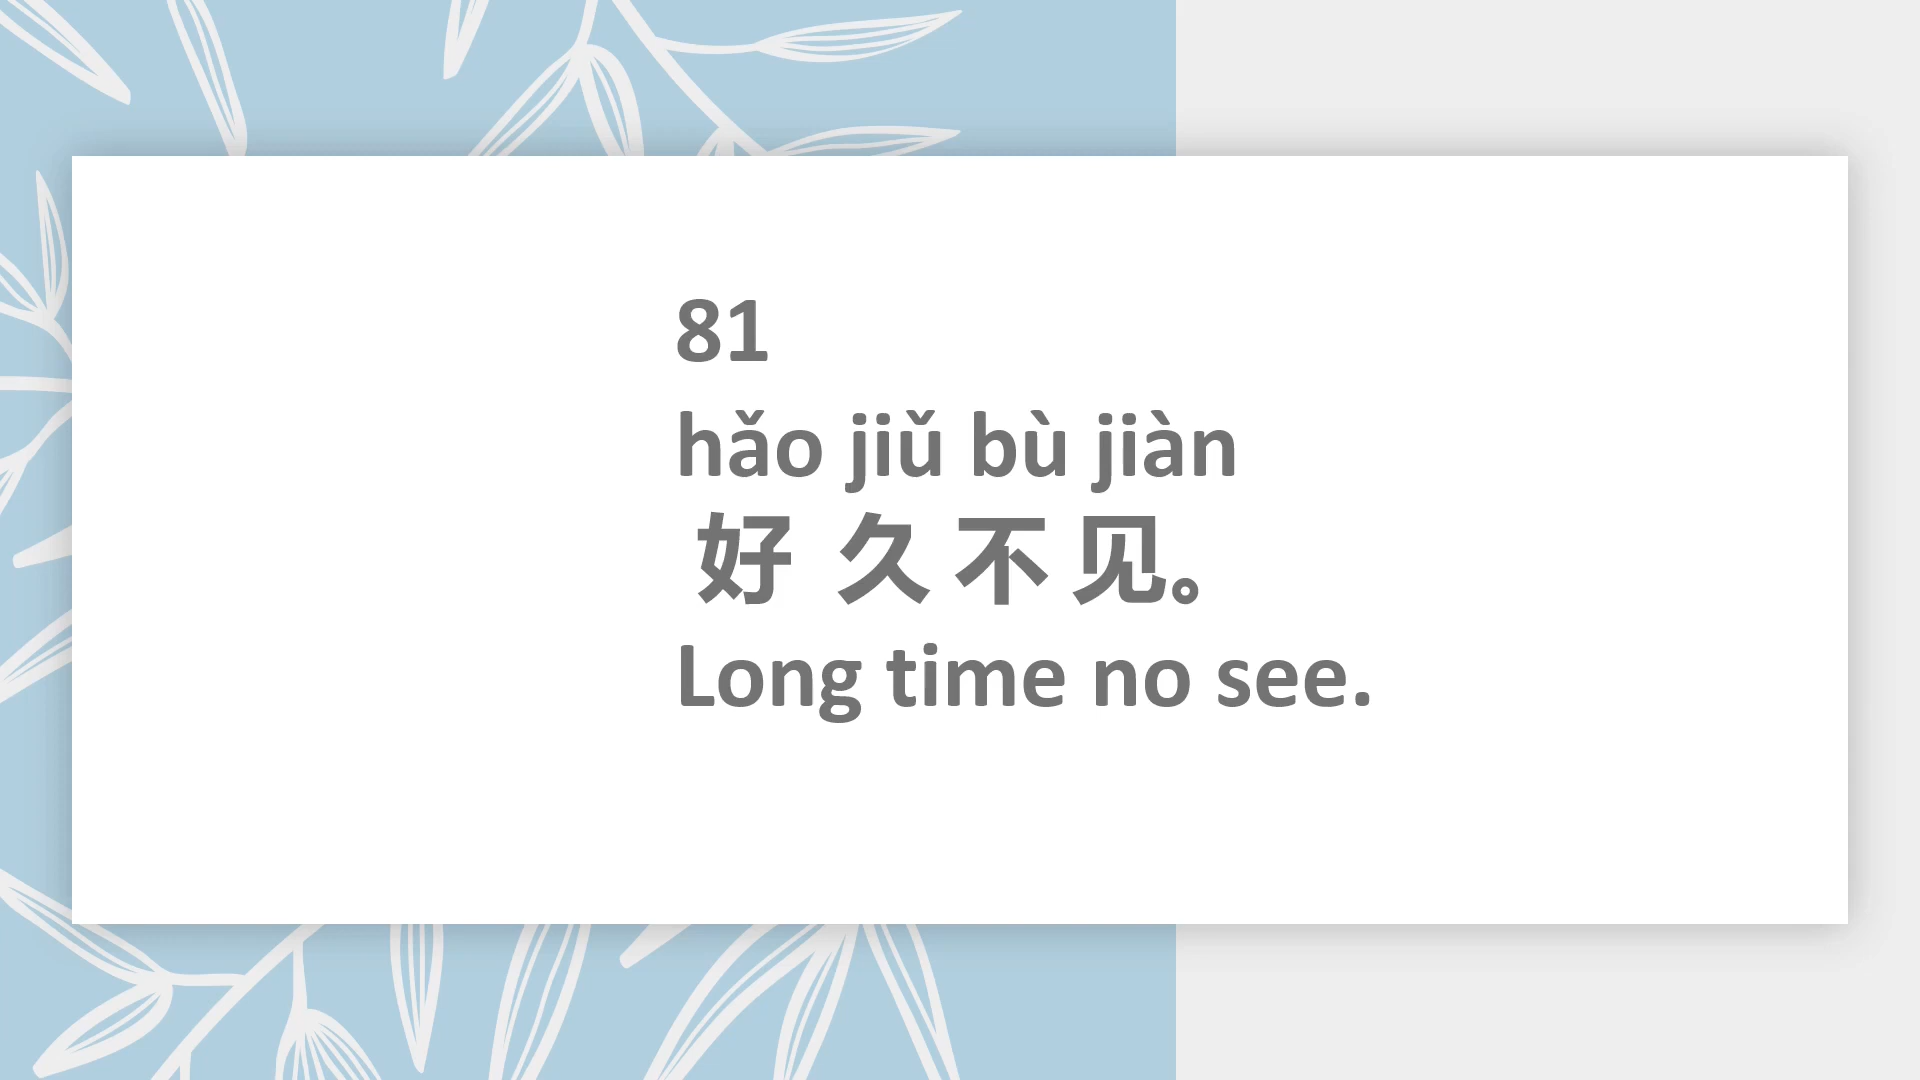 81
hǎo jiǔ bù jiàn
好 久 不 见。
Long time no see.